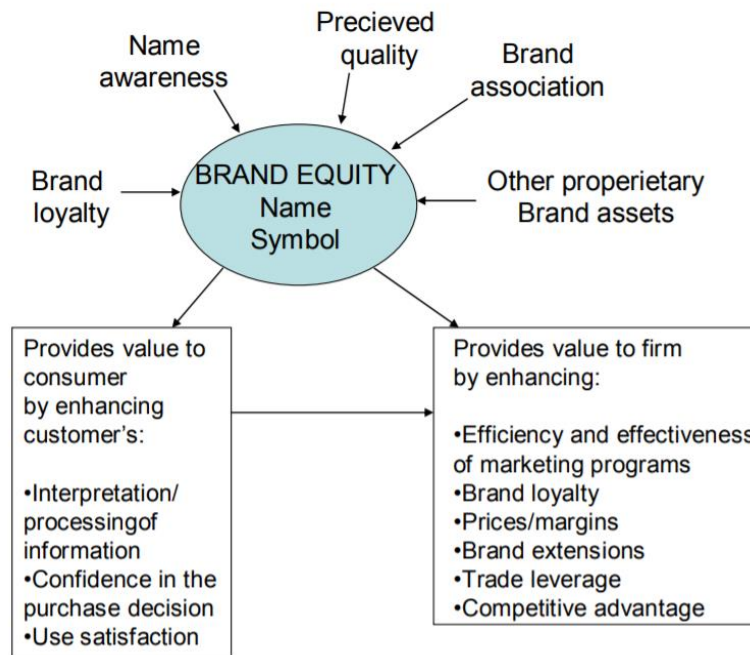 Name
awareness
Precieved
quality
Brand
association
Brand
loyalty
BRAND EQUITY
Name
Symbol
Other properietary
Brand assets
Provides value to
consumer
by enhancing
customer's:
•Interpretation/
processingof
information
•Confidence in the
purchase decision
•Use satisfaction
Provides value to firm
by enhancing:
•Efficiency and effectiveness
of marketing programs
•Brand loyalty
•Prices/margins
•Brand extensions
•Trade leverage
•Competitive advantage